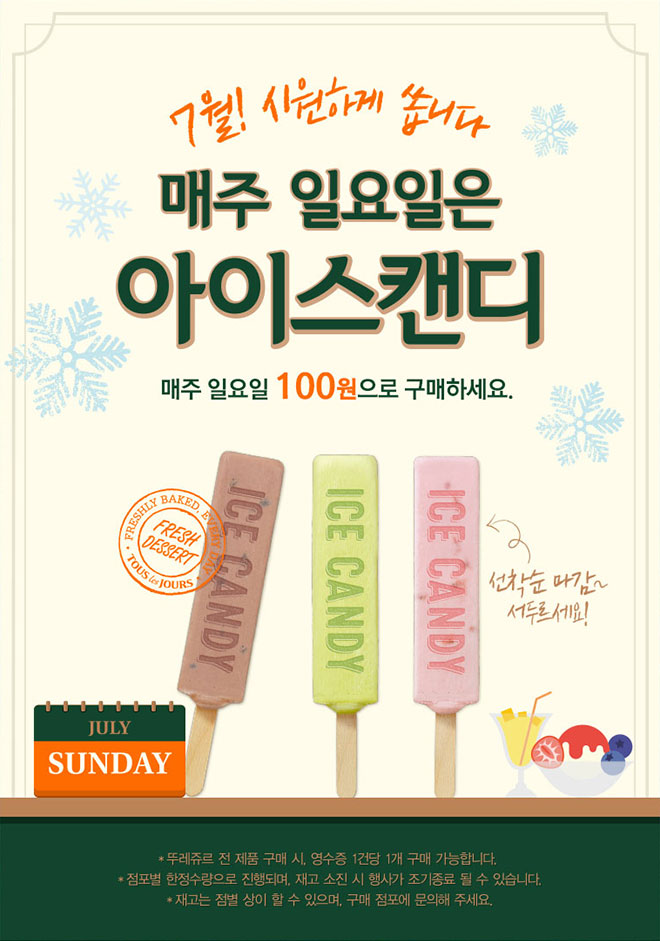 7월! 시원하게 쏩니다
매주 일요일은
아이스캔디
매주 일요일 100원으로 구매하세요.
ICE CANDY
ICE CANDY
ICE CANDY
FRESHLY BAKED, EVERY DAY
FRESH
DESSERT
TOUS les JOURS
선착순 마감~
서두르세요!
JULY
SUNDAY
*뚜레쥬르 전 제품 구매 시, 영수증 1건당 1개 구매 가능합니다.
*점포별 한정수량으로 진행되며, 재고 소진 시 행사가 조기종료 될 수 있습니다.
*재고는 점별 상이 할 수 있으며, 구매 점포에 문의해 주세요.